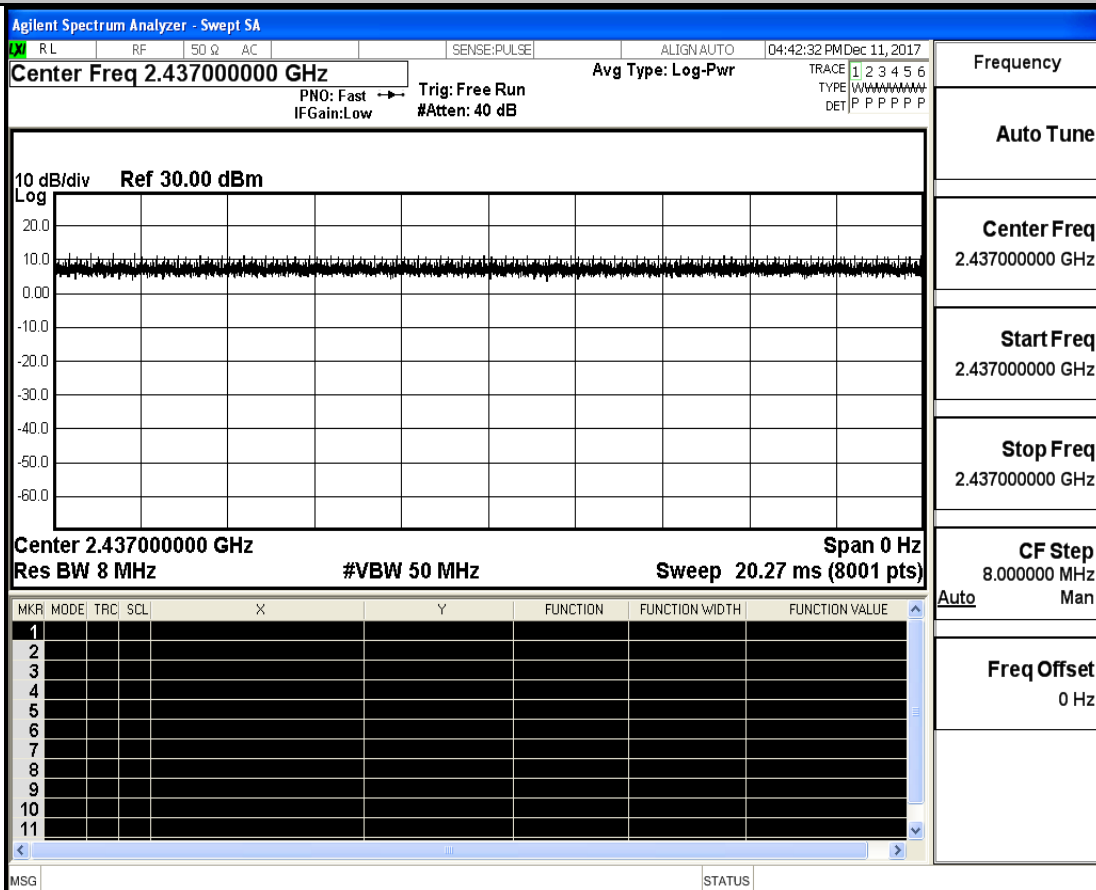 Agilent Spectrum Analyzer - Swept SA
LXI RL RF 50 Ω AC SENSE:PULSE ALIGN AUTO 04:42:32 PM Dec 11, 2017
Center Freq 2.437000000 GHz
PNO: Fast
IFGain:Low
Trig: Free Run
#Atten: 40 dB
Avg Type: Log-Pwr
TRACE 1 2 3 4 5 6
TYPE WWWWWW
DET P P P P P P
10 dB/div Ref 30.00 dBm
Log
20.0
10.0
0.00
-10.0
-20.0
-30.0
-40.0
-50.0
-60.0
Center 2.437000000 GHz Span 0 Hz
Res BW 8 MHz #VBW 50 MHz Sweep 20.27 ms (8001 pts)
MKR MODE TRC SCL X Y FUNCTION FUNCTION WIDTH FUNCTION VALUE
1
2
3
4
5
6
7
8
9
10
11
MSG STATUS
Frequency
Auto Tune
Center Freq
2.437000000 GHz
Start Freq
2.437000000 GHz
Stop Freq
2.437000000 GHz
CF Step
8.000000 MHz
Auto Man
Freq Offset
0 Hz